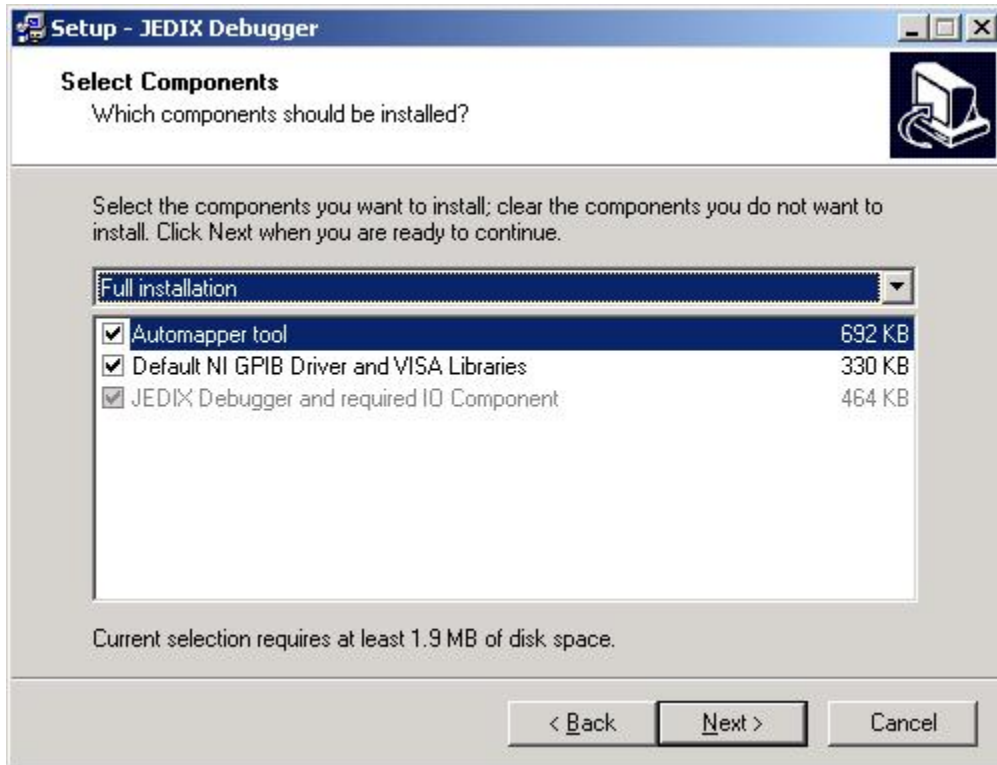 Setup - JEDIX Debugger
Select Components
Which components should be installed?
Select the components you want to install; clear the components you do not want to
install. Click Next when you are ready to continue.
Full installation
Automapper tool 692 KB
Default NI GPIB Driver and VISA Libraries 330 KB
JEDIX Debugger and required IO Component 464 KB
Current selection requires at least 1.9 MB of disk space.
< Back Next > Cancel